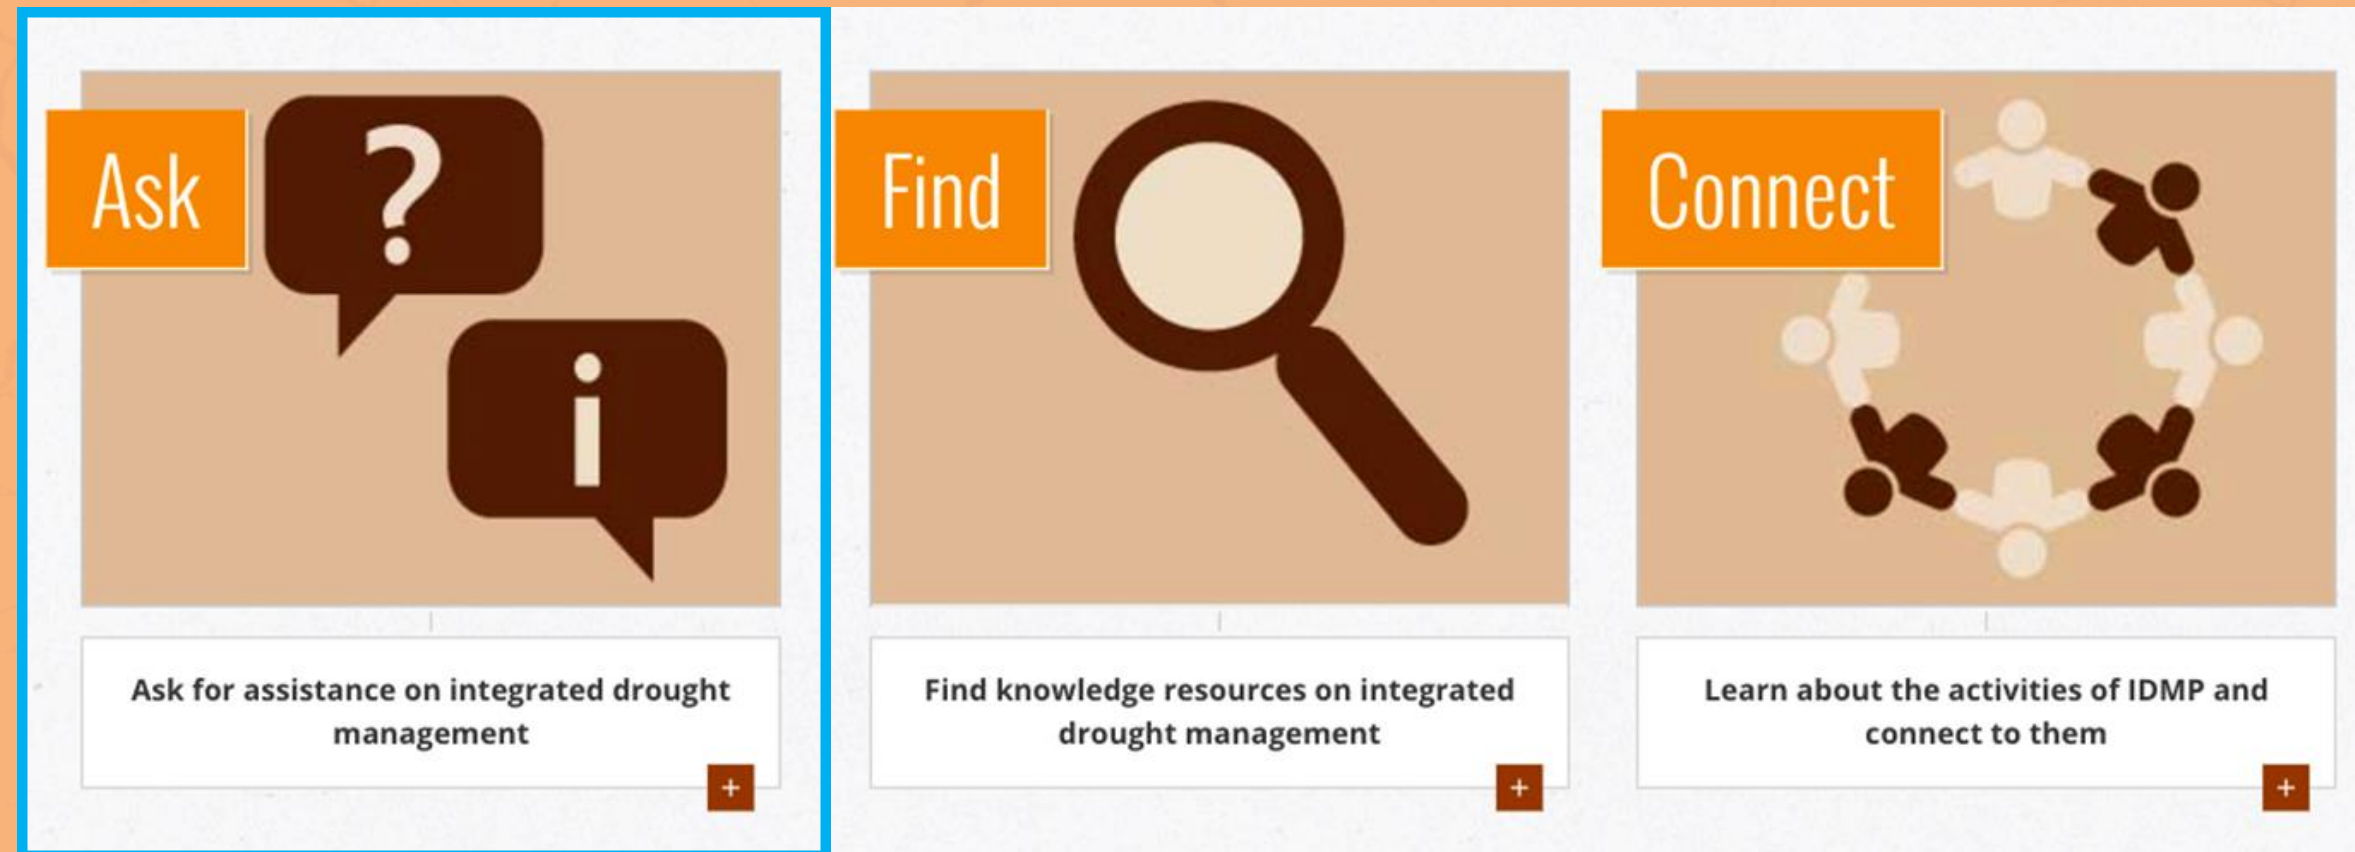 Ask
?
i
Ask for assistance on integrated drought
management
+
Find
Find knowledge resources on integrated
drought management
+
Connect
Learn about the activities of IDMP and
connect to them
+